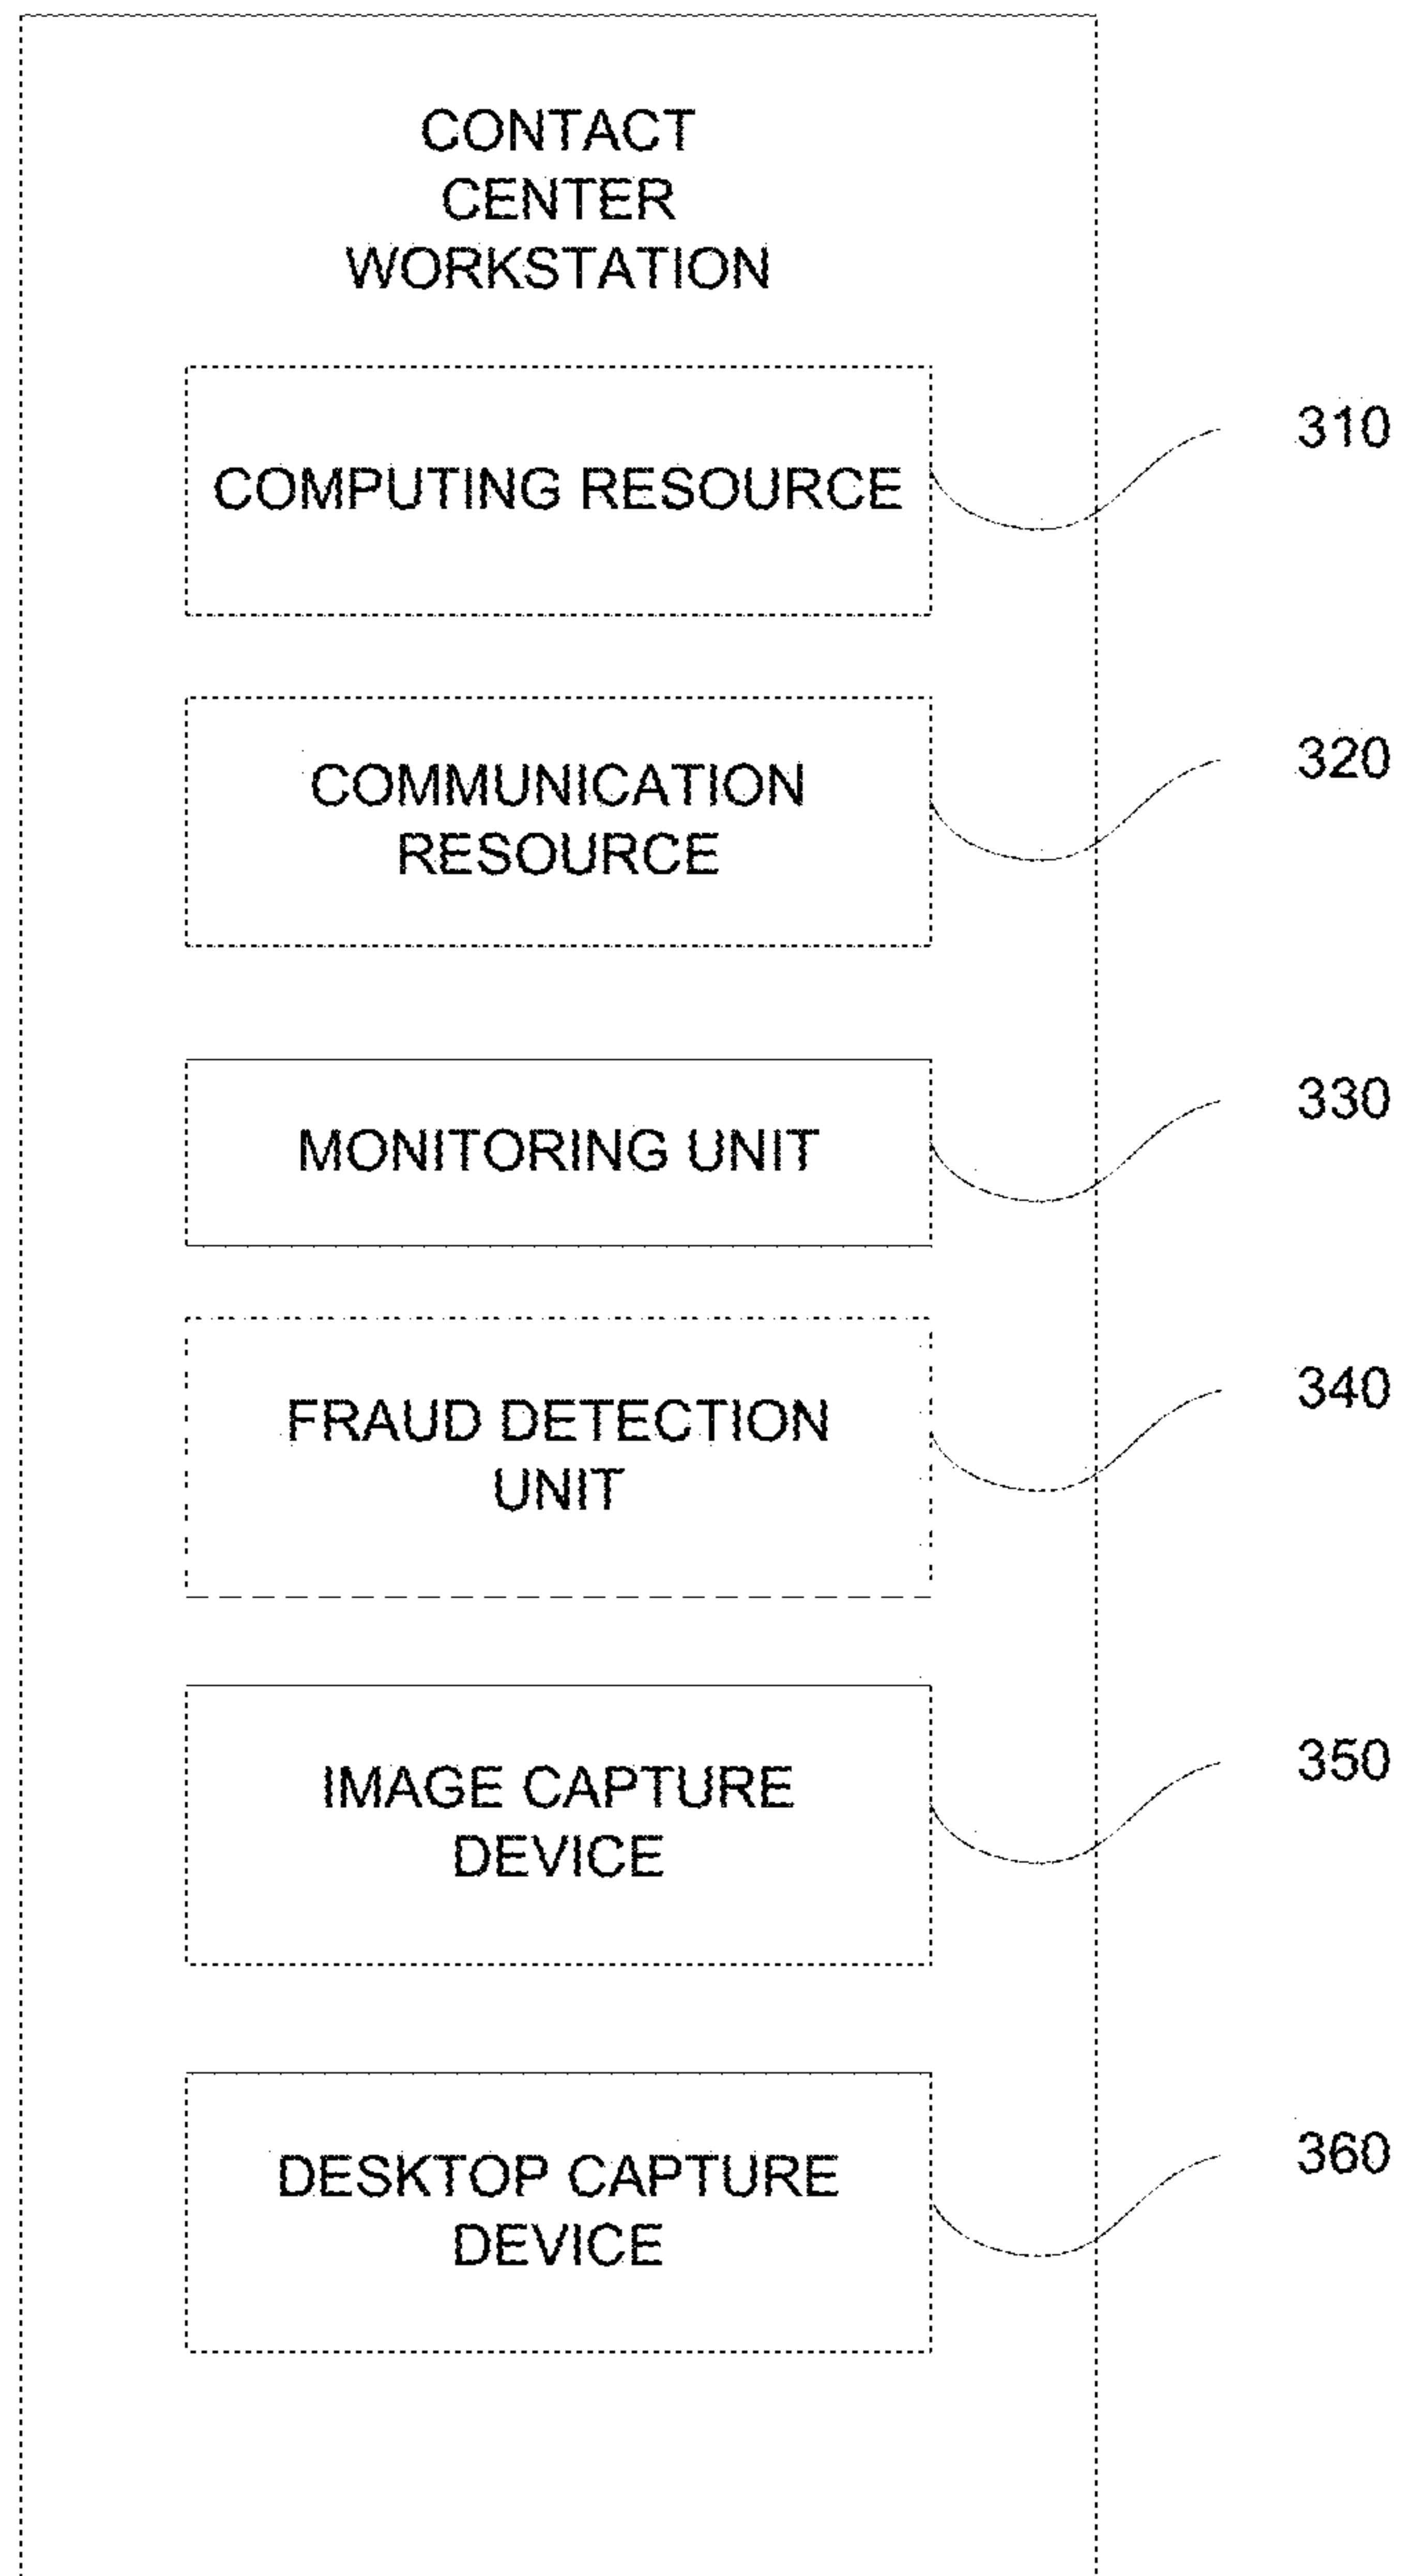 CONTACT
CENTER
WORKSTATION
COMPUTING RESOURCE
310
COMMUNICATION
RESOURCE
320
MONITORING UNIT
330
FRAUD DETECTION
UNIT
340
IMAGE CAPTURE
DEVICE
350
DESKTOP CAPTURE
DEVICE
360